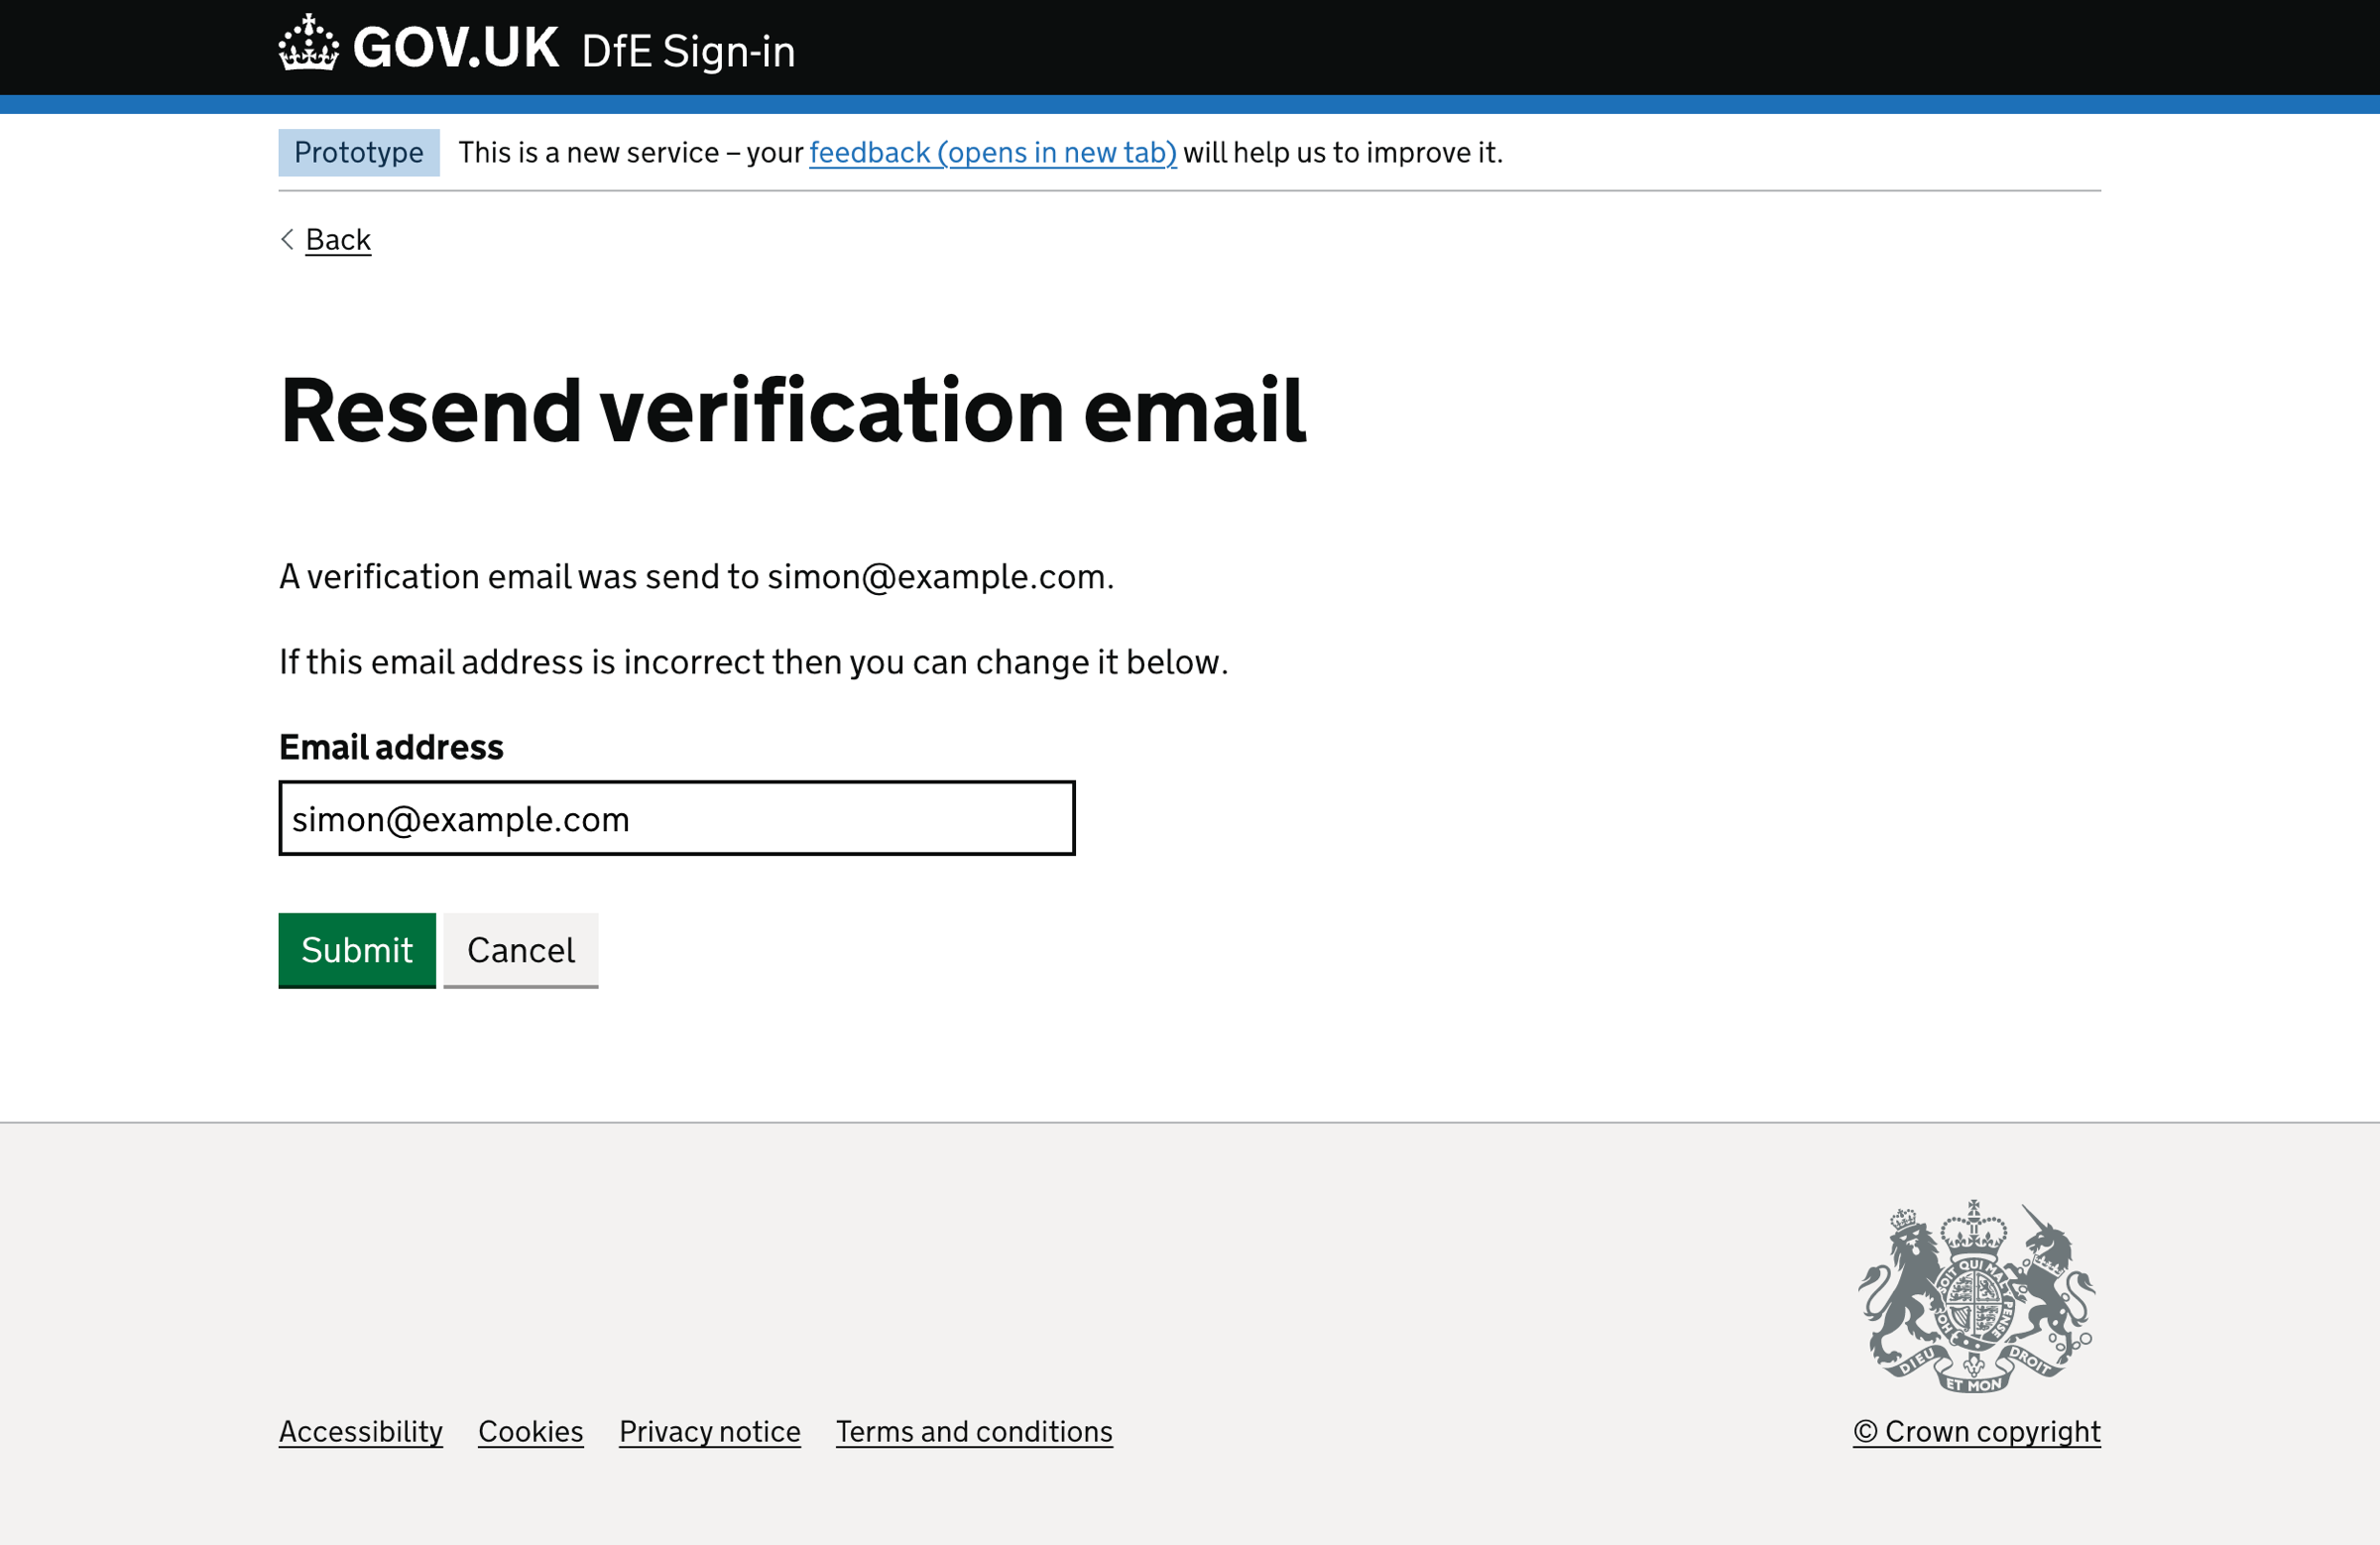 GOV.UK DfE Sign-in
Prototype This is a new service – your feedback (opens in new tab) will help us to improve it.
Back
Resend verification email
A verification email was send to simon@example.com.
If this email address is incorrect then you can change it below.
Email address
simon@example.com
Submit Cancel
HONI SOIT QUI MAL Y PENSE
DIEU ET MON DROIT
Accessibility Cookies Privacy notice Terms and conditions © Crown copyright